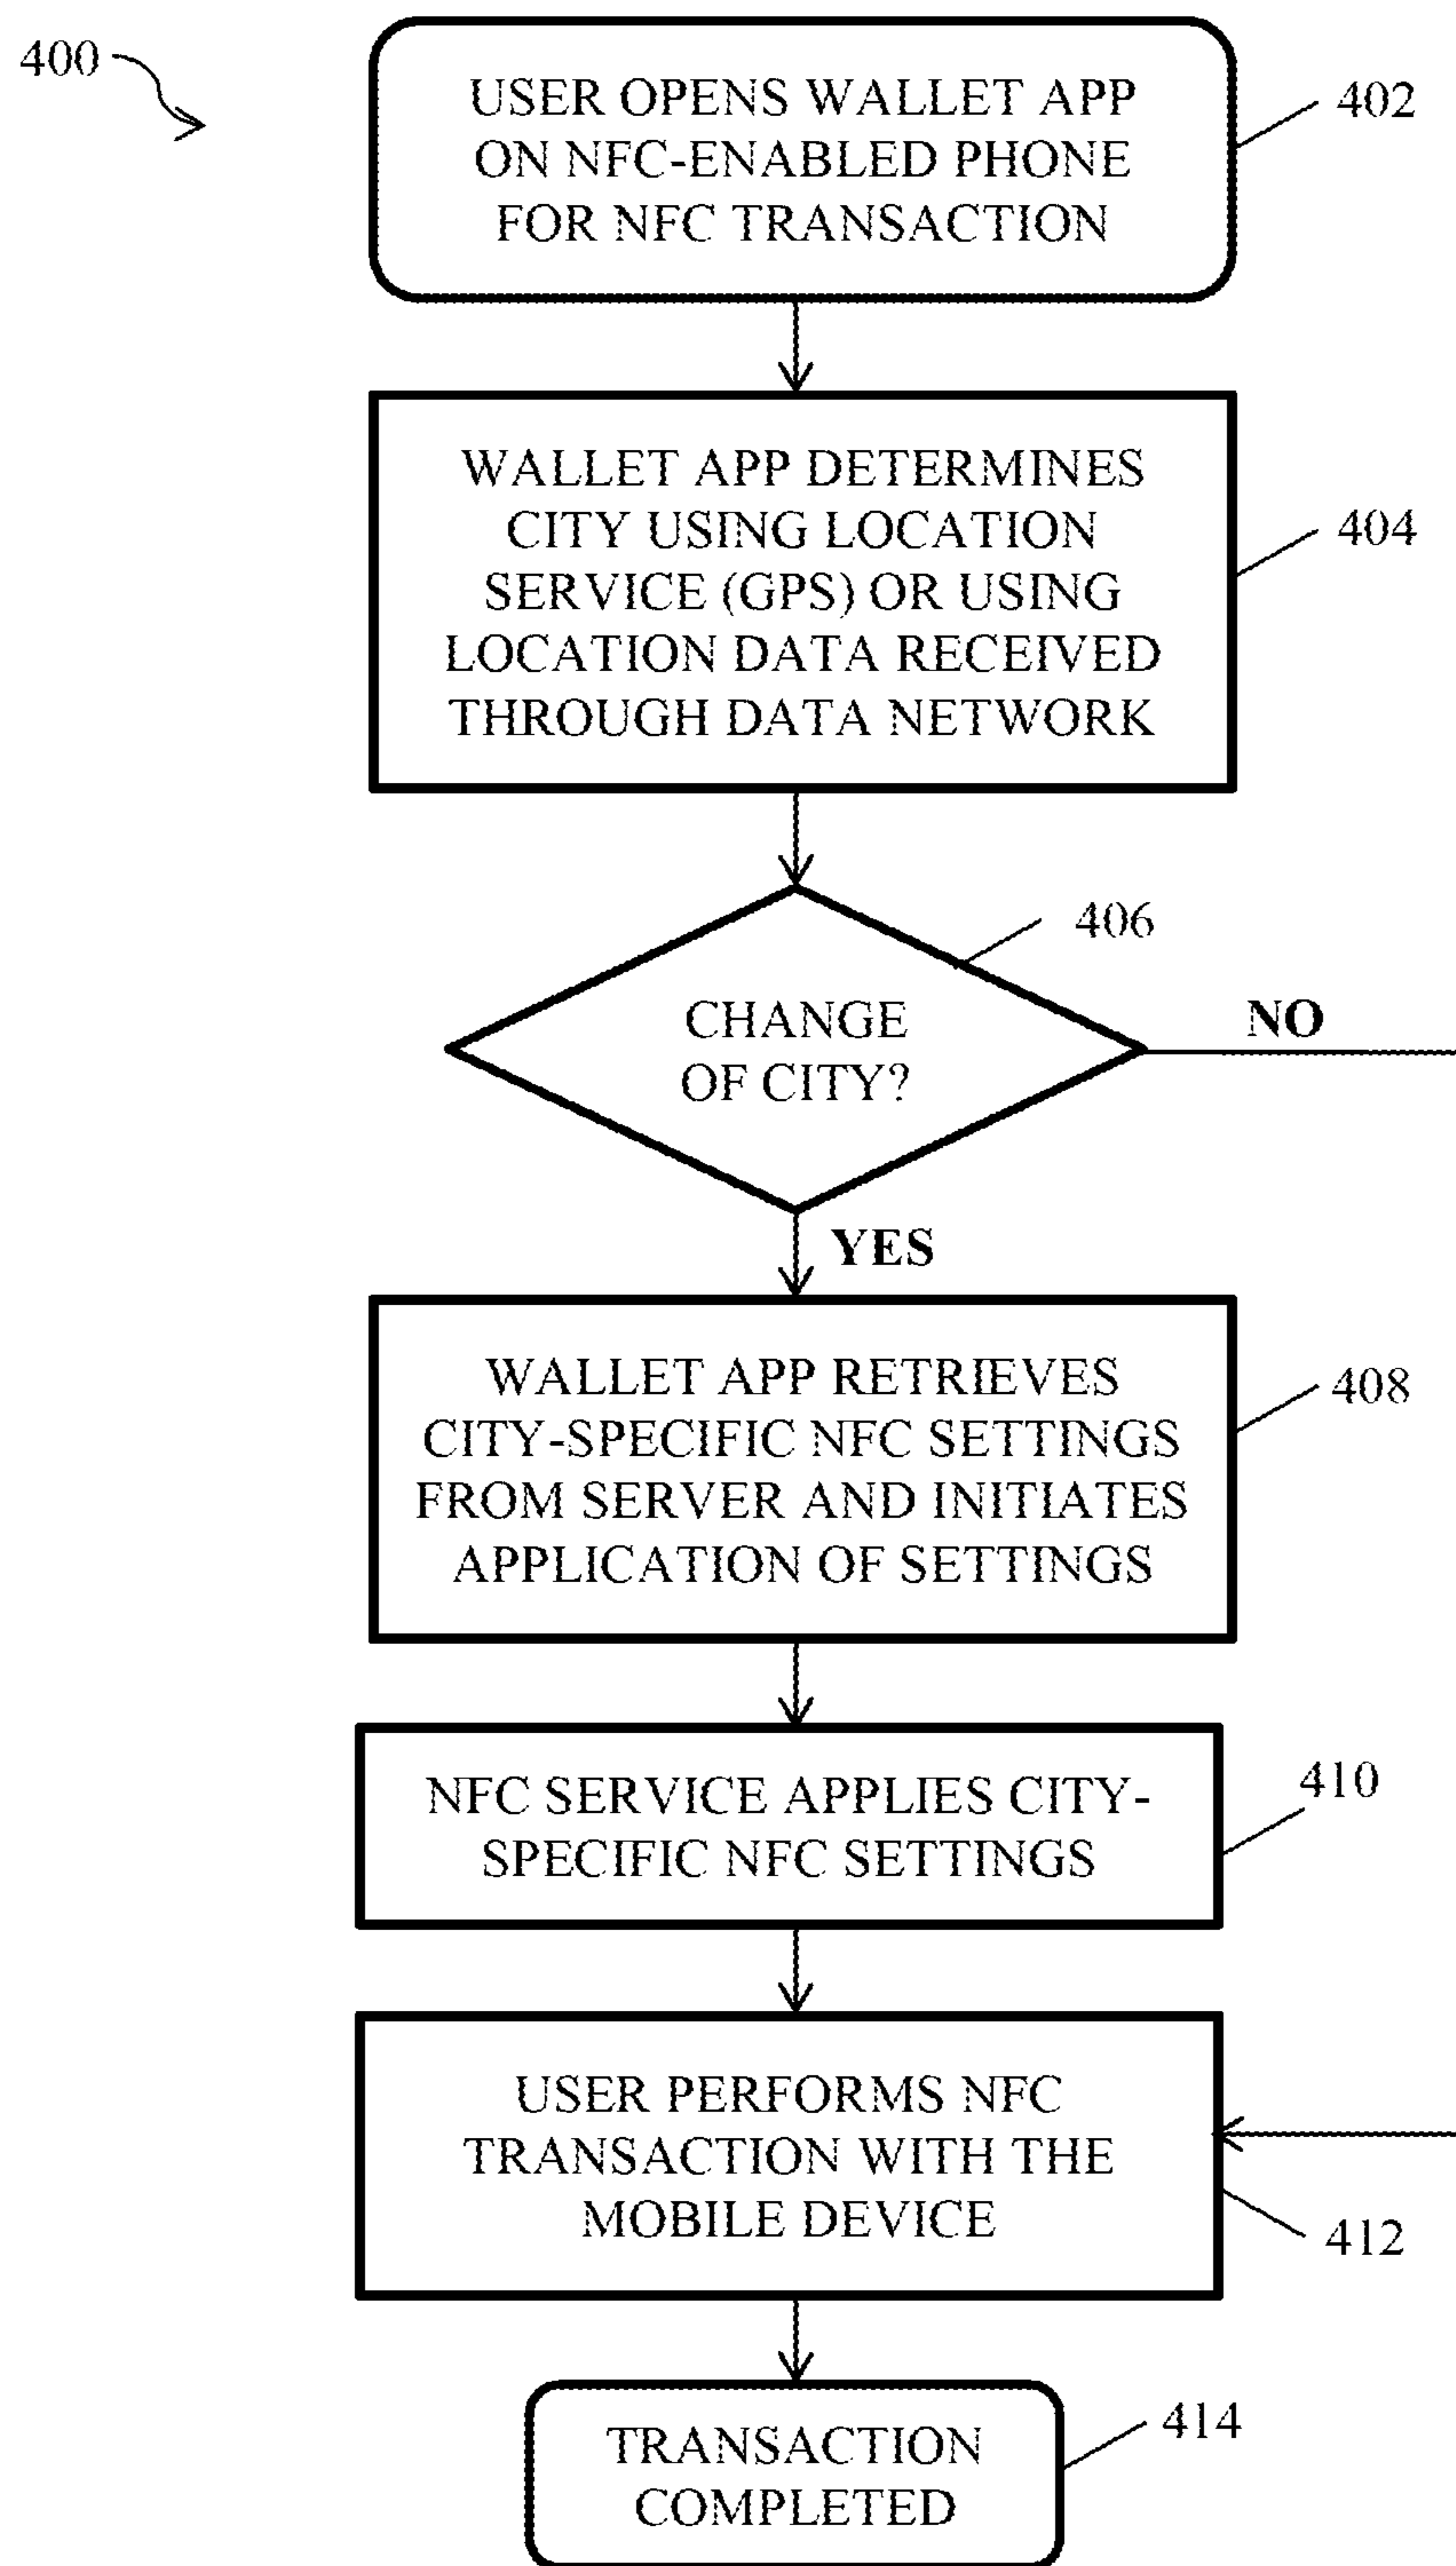 400
USER OPENS WALLET APP
ON NFC-ENABLED PHONE
FOR NFC TRANSACTION
402
WALLET APP DETERMINES
CITY USING LOCATION
SERVICE (GPS) OR USING
LOCATION DATA RECEIVED
THROUGH DATA NETWORK
404
406
CHANGE
OF CITY?
NO
YES
WALLET APP RETRIEVES
CITY-SPECIFIC NFC SETTINGS
FROM SERVER AND INITIATES
APPLICATION OF SETTINGS
408
NFC SERVICE APPLIES CITY-
SPECIFIC NFC SETTINGS
410
USER PERFORMS NFC
TRANSACTION WITH THE
MOBILE DEVICE
412
TRANSACTION
COMPLETED
414